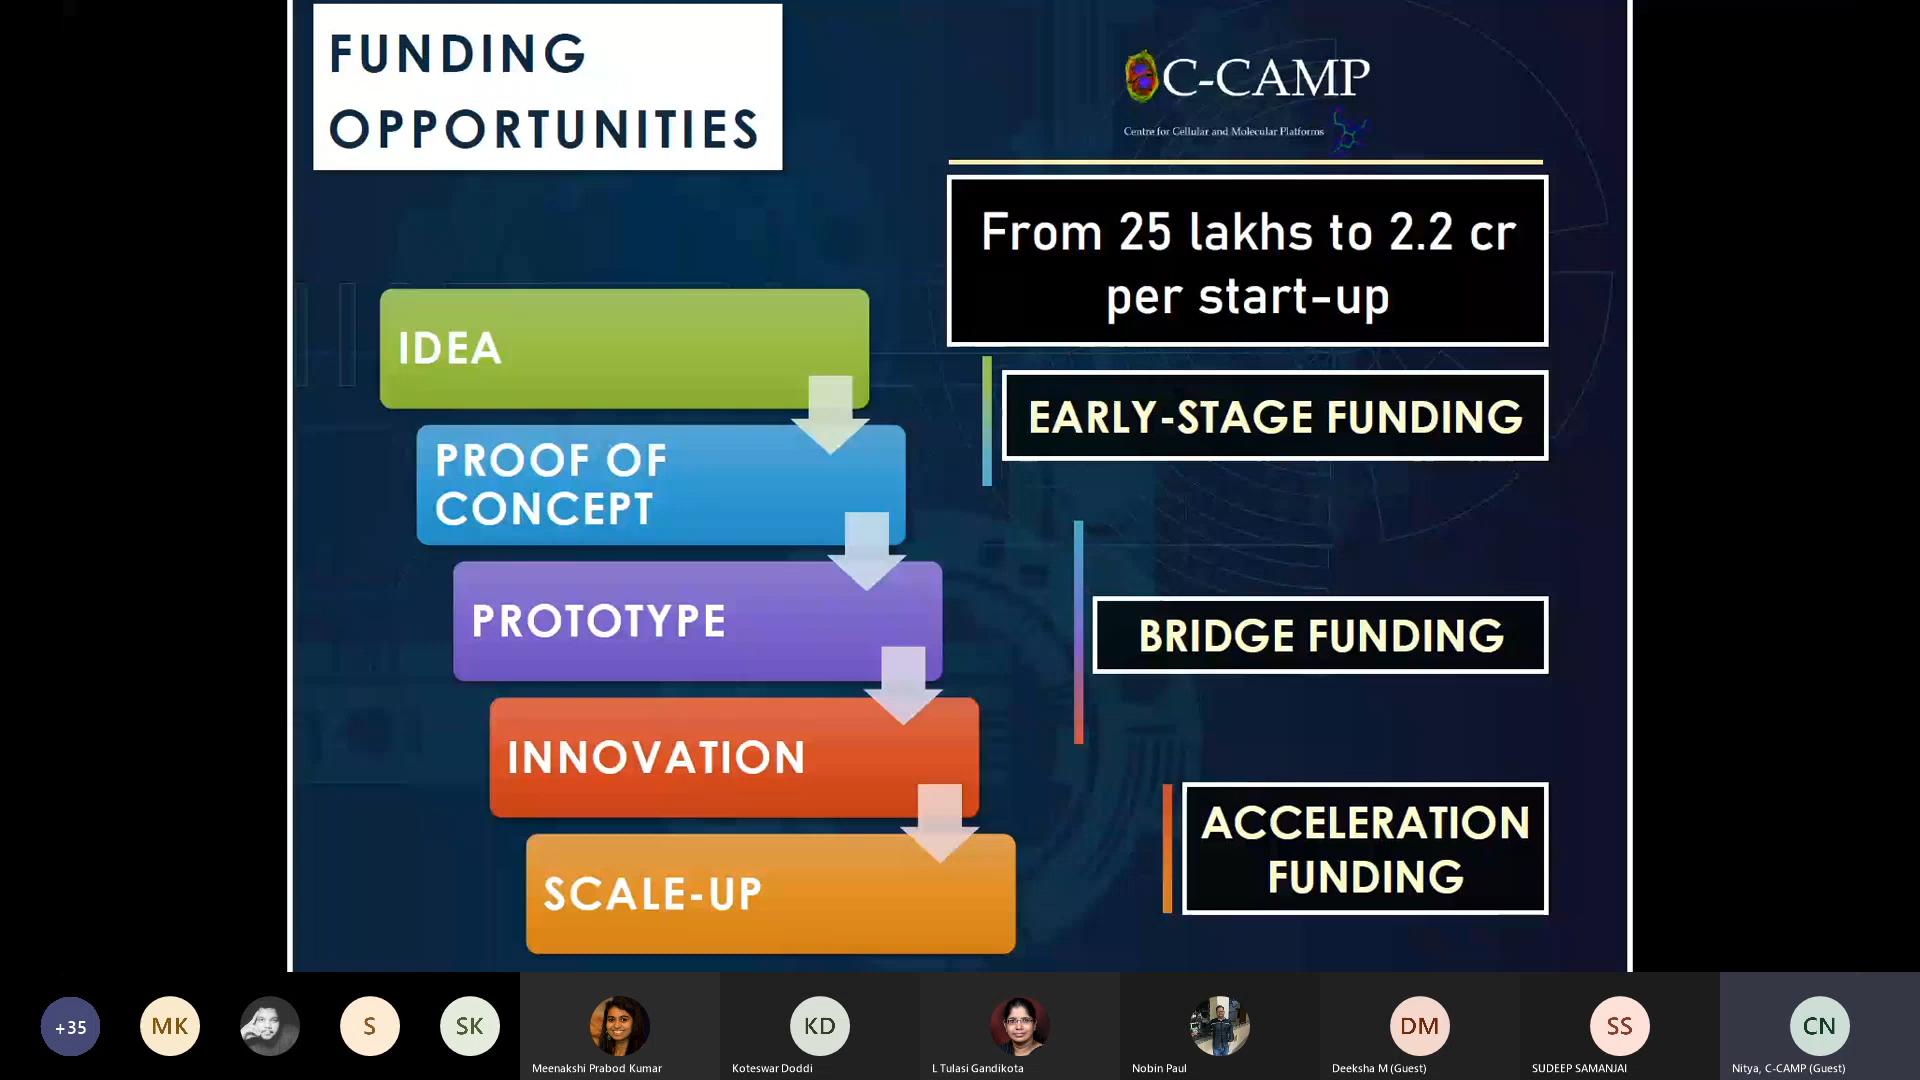 FUNDING
OPPORTUNITIES
C-CAMP
Centre for Cellular and Molecular Platforms
From 25 lakhs to 2.2 cr
per start-up
IDEA
PROOF OF
CONCEPT
PROTOTYPE
INNOVATION
SCALE-UP
EARLY-STAGE FUNDING
BRIDGE FUNDING
ACCELERATION
FUNDING
+35
MK
S
SK
Meenakshi Prabod Kumar
KD
Koteswar Doddi
L Tulasi Gandikota
Nobin Paul
DM
Deeksha M (Guest)
SS
SUDEEP SAMANJAI
CN
Nitya, C-CAMP (Guest)